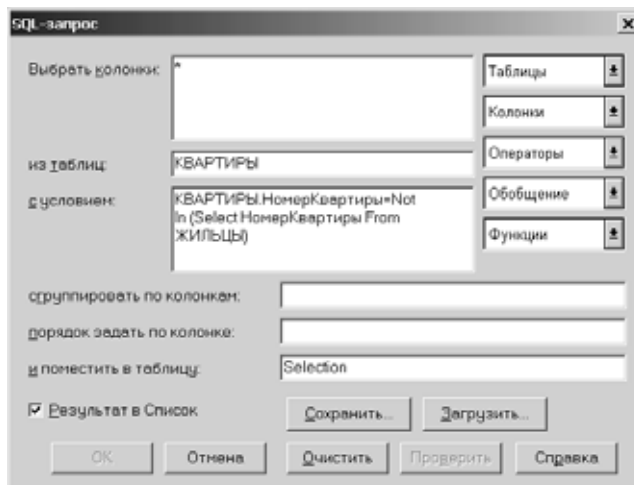 SQL-запрос
Выбрать колонки:
*
Таблицы
Колонки
Операторы
Обобщение
Функции
из таблиц:
КВАРТИРЫ
с условием:
КВАРТИРЫ.НомерКвартиры=Not
In (Select НомерКвартиры From
ЖИЛЬЦЫ)
сгруппировать по колонкам:
порядок задать по колонке:
и поместить в таблицу:
Selection
Результат в Список
Сохранить...
Загрузить...
OK
Отмена
Очистить
Проверить
Справка